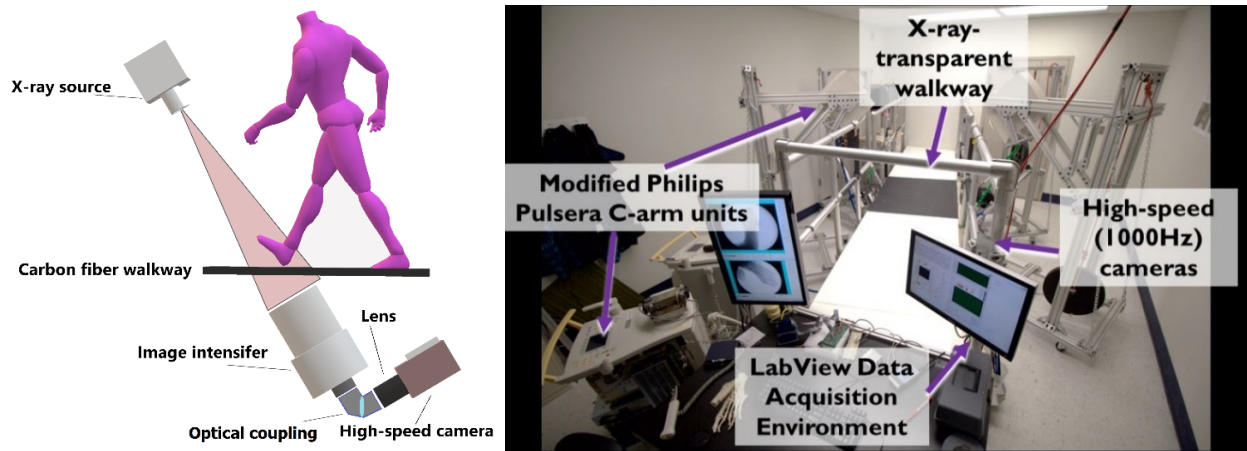 X-ray source
Carbon fiber walkway
Lens
Image intensifer
Optical coupling
High-speed camera
X-ray-
transparent
walkway
Modified Philips
Pulsera C-arm units
High-speed
(1000Hz)
cameras
LabView Data
Acquisition
Environment